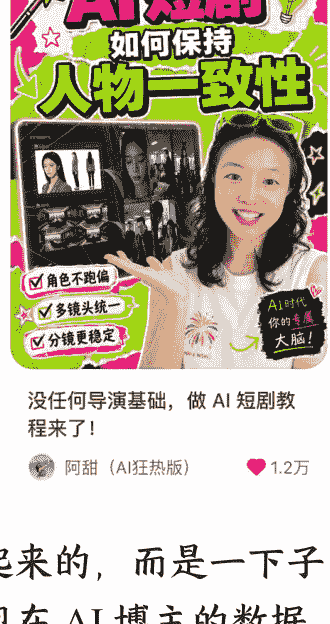 AI 短剧
如何保持
人物一致性
角色不跑偏
多镜头统一
分镜更稳定
AI时代
你的专属
大脑!
没任何导演基础，做 AI 短剧教
程来了！
阿甜（AI狂热版）
1.2万
起来的，而是一下子
现在 AI 博主的数据